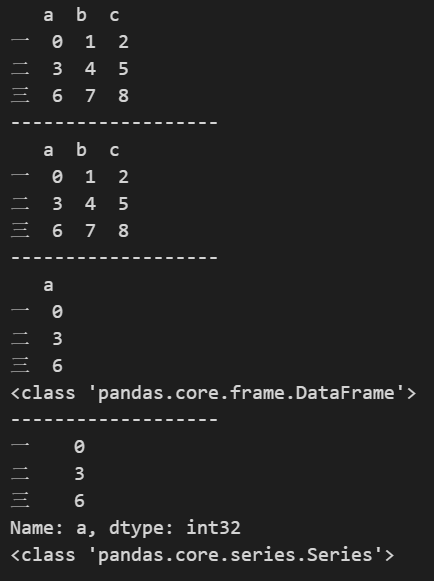 a  b  c
一  0  1  2
二  3  4  5
三  6  7  8
-------------------
   a  b  c
一  0  1  2
二  3  4  5
三  6  7  8
-------------------
   a
一  0
二  3
三  6
<class 'pandas.core.frame.DataFrame'>
-------------------
一    0
二    3
三    6
Name: a, dtype: int32
<class 'pandas.core.series.Series'>